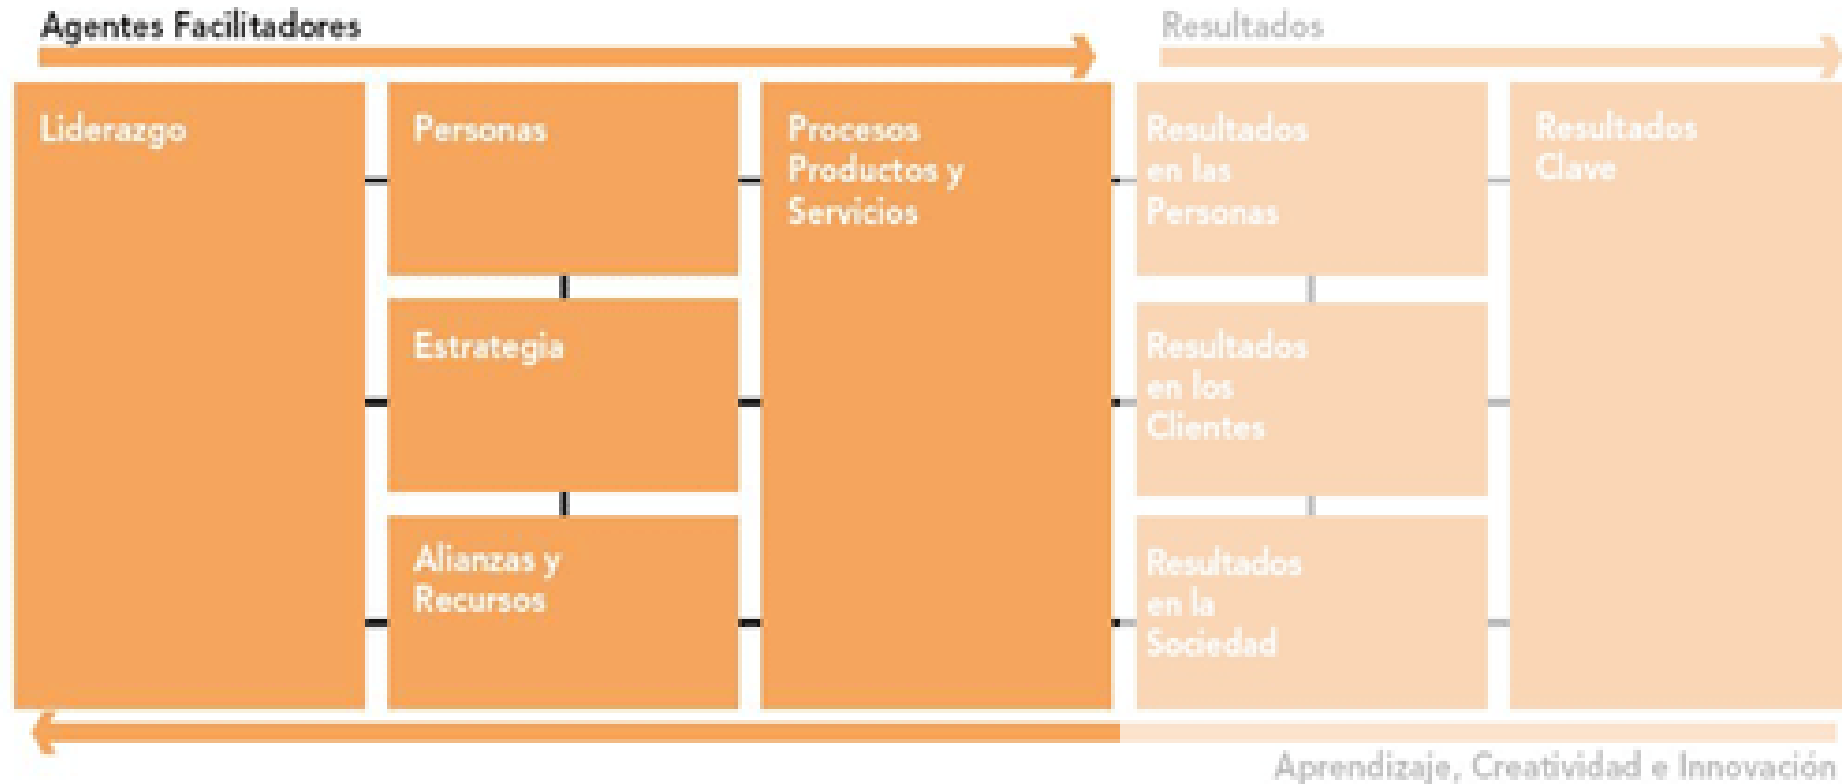 Agentes Facilitadores
Resultados
Liderazgo
Personas
Procesos
Productos y
Servicios
Resultados
en las
Personas
Resultados
Clave
Estrategia
Resultados
en los
Clientes
Alianzas y
Recursos
Resultados
en la
Sociedad
Aprendizaje, Creatividad e Innovación